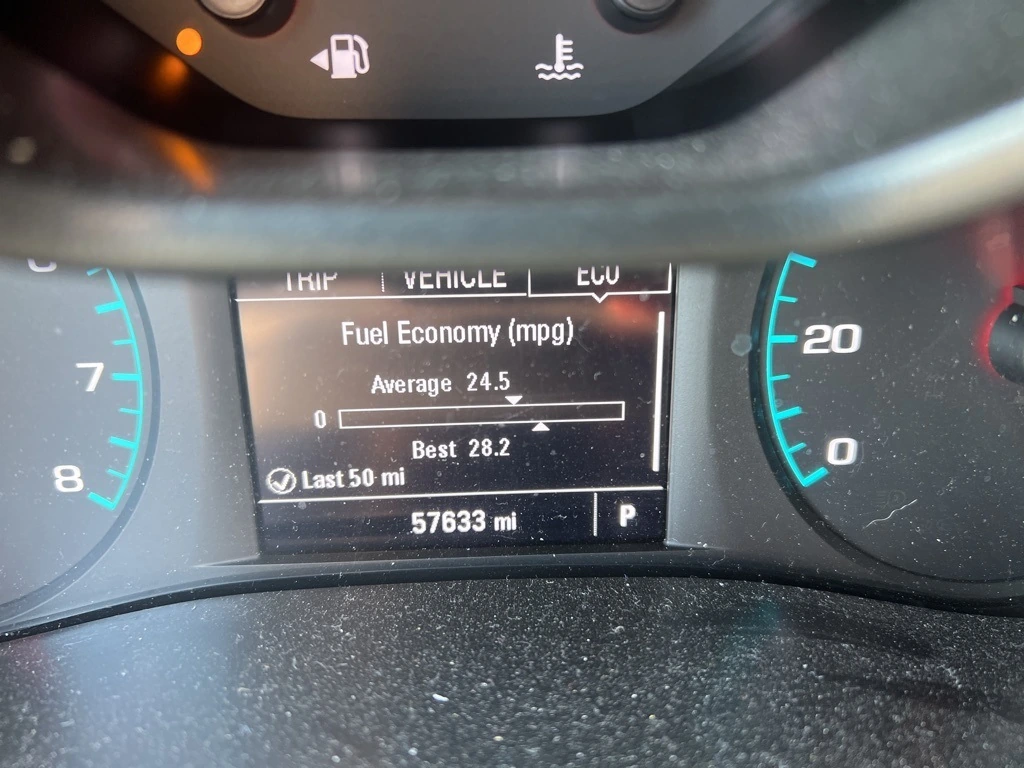 TRIP VEHICLE ECO
Fuel Economy (mpg)
7
20
Average 24.5
0
Best 28.2
8
0
Last 50 mi
57633 mi P